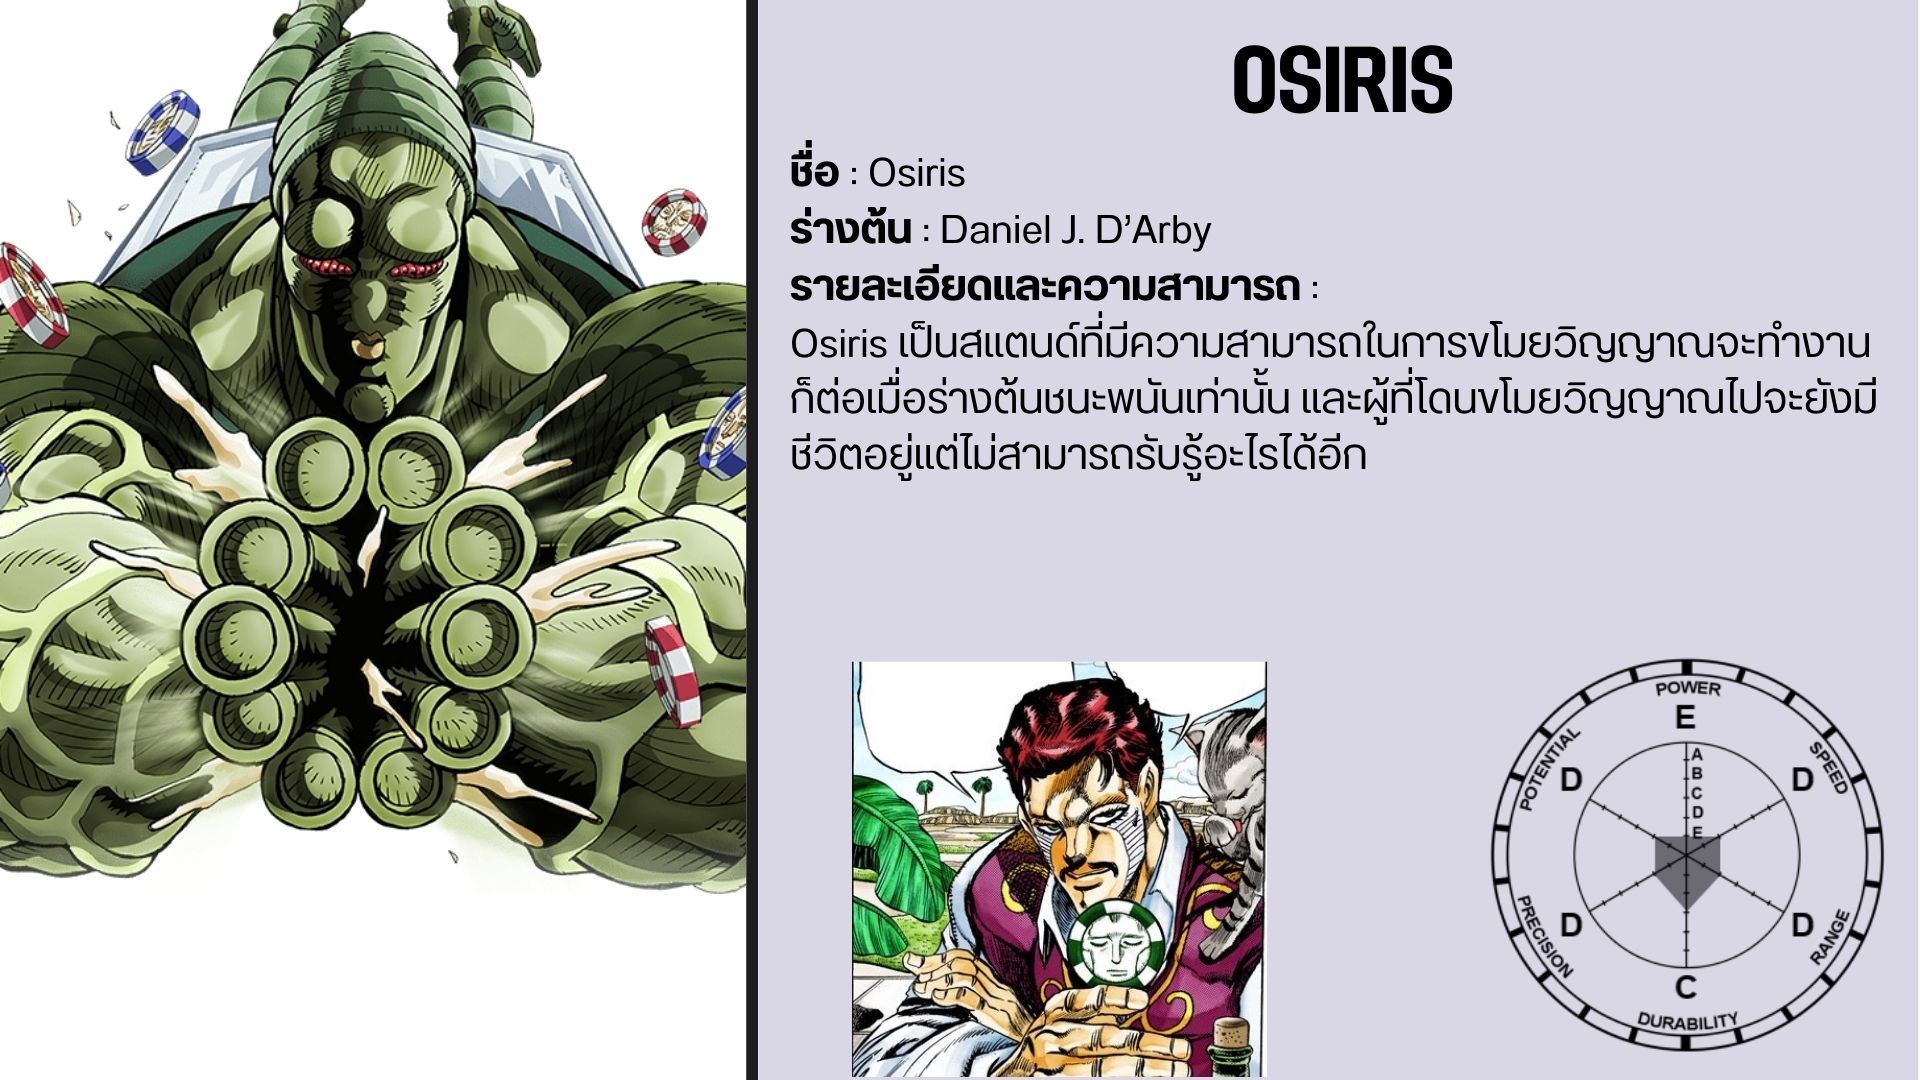 OSIRIS
ชื่อ : Osiris
ร่างต้น : Daniel J. D’Arby
รายละเอียดและความสามารถ :
Osiris เป็นสแตนด์ที่มีความสามารถในการขโมยวิญญาณจะทำงาน
ก็ต่อเมื่อร่างต้นชนะพนันเท่านั้น และผู้ที่โดนขโมยวิญญาณไปจะยังมี
ชีวิตอยู่แต่ไม่สามารถรับรู้อะไรได้อีก
POWER
E
SPEED
D
RANGE
D
DURABILITY
C
PRECISION
D
POTENTIAL
D
A
B
C
D
E